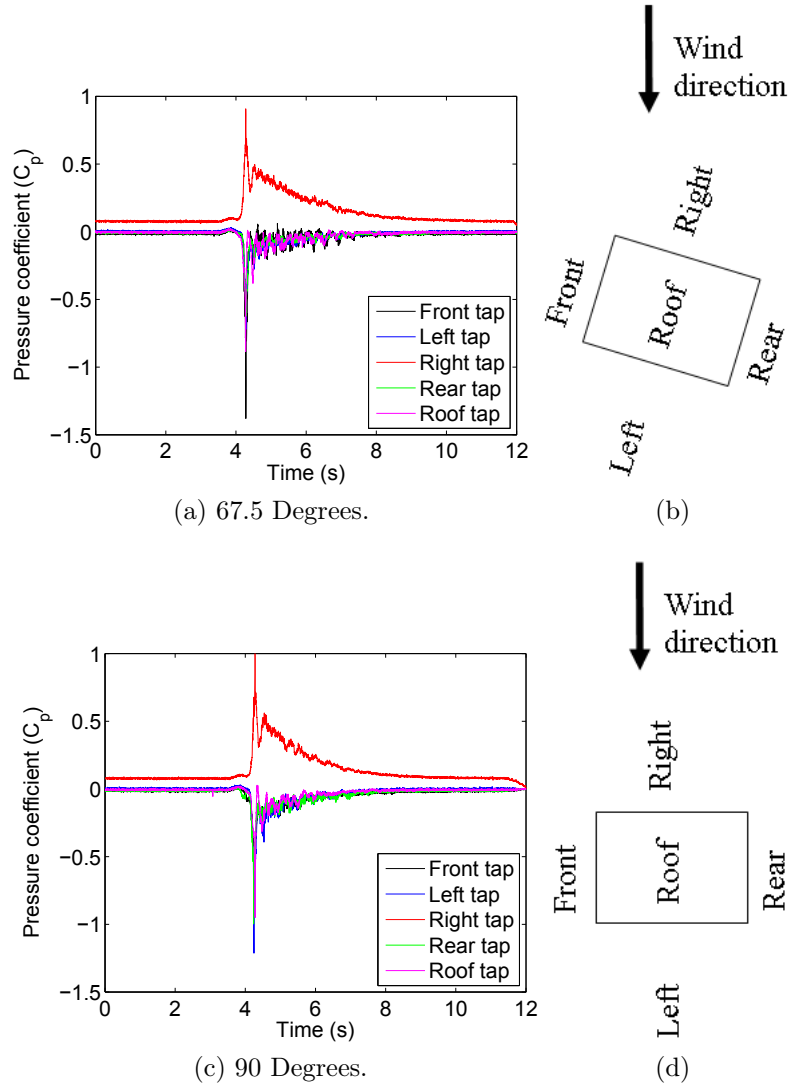 Wind
direction
1
0.5
0
−0.5
−1
−1.5
Pressure coefficient (Cp)
0 2 4 6 8 10 12
Time (s)
Front tap
Left tap
Right tap
Rear tap
Roof tap
Right
Front
Roof
Rear
Left
(a) 67.5 Degrees.
(b)
Wind
direction
1
0.5
0
−0.5
−1
−1.5
Pressure coefficient (Cp)
0 2 4 6 8 10 12
Time (s)
Front tap
Left tap
Right tap
Rear tap
Roof tap
Right
Front
Roof
Rear
Left
(c) 90 Degrees.
(d)